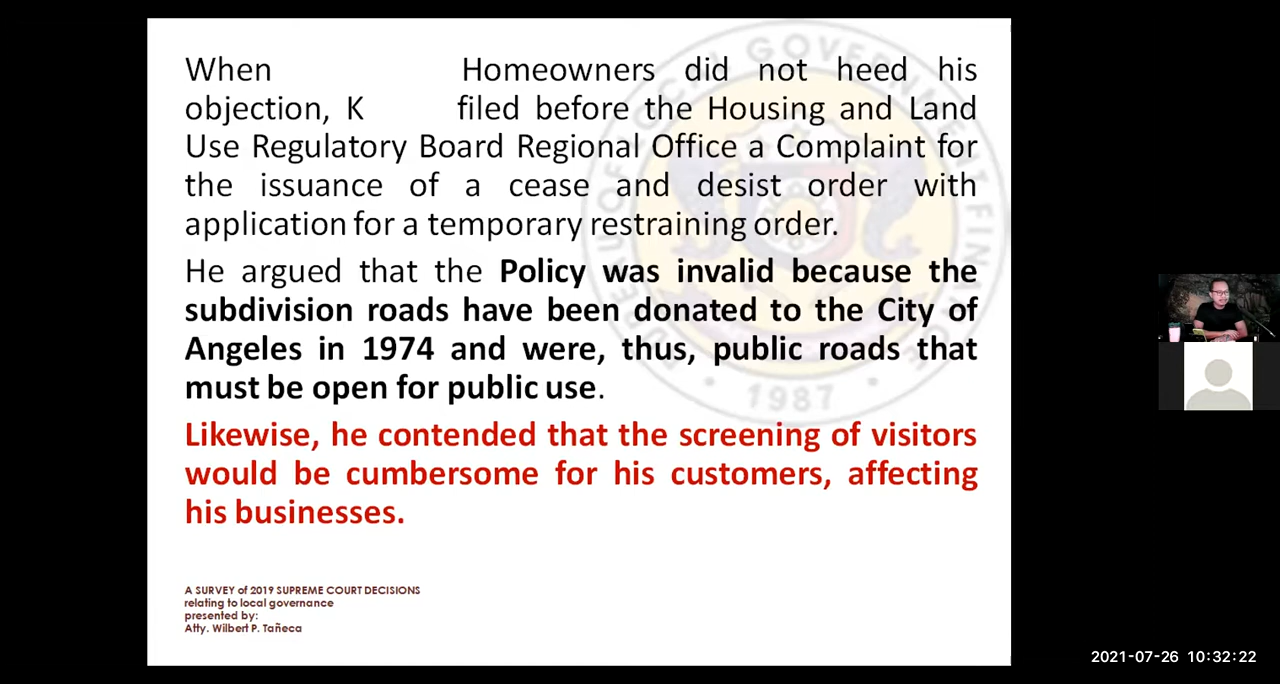 When Homeowners did not heed his
objection, K filed before the Housing and Land
Use Regulatory Board Regional Office a Complaint for
the issuance of a cease and desist order with
application for a temporary restraining order.
He argued that the Policy was invalid because the
subdivision roads have been donated to the City of
Angeles in 1974 and were, thus, public roads that
must be open for public use.
Likewise, he contended that the screening of visitors
would be cumbersome for his customers, affecting
his businesses.
A SURVEY of 2019 SUPREME COURT DECISIONS
relating to local governance
presented by:
Atty. Wilbert P. Tañeca
1987
2021-07-26 10:32:22